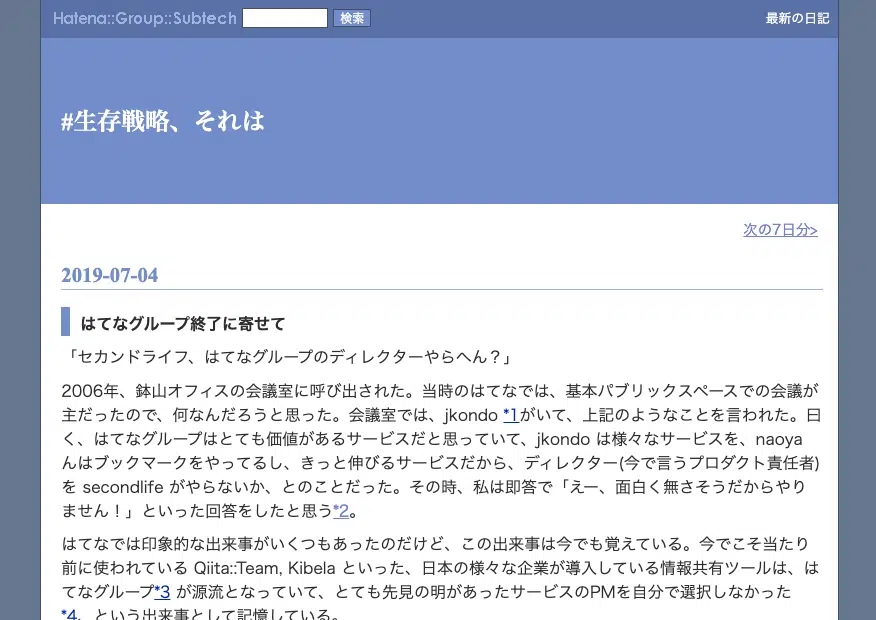 Hatena::Group::Subtech 検索 最新の日記
#生存戦略、それは
次の7日分>
2019-07-04
はてなグループ終了に寄せて
「セカンドライフ、はてなグループのディレクターやらへん？」
2006年、鉢山オフィスの会議室に呼び出された。当時のはてなでは、基本パブリックスペースでの会議が
主だったので、何なんだろうと思った。会議室では、jkondo *1がいて、上記のようなことを言われた。曰
く、はてなグループはとても価値があるサービスだと思っていて、jkondo は様々なサービスを、naoya
んはブックマークをやってるし、きっと伸びるサービスだから、ディレクター(今で言うプロダクト責任者)
を secondlife がやらないか、とのことだった。その時、私は即答で「えー、面白く無さそうだからやり
ません！」といった回答をしたと思う*2。
はてなでは印象的な出来事がいくつもあったのだけど、この出来事は今でも覚えている。今でこそ当たり
前に使われている Qiita::Team, Kibela といった、日本の様々な企業が導入している情報共有ツールは、は
てなグループ*3 が源流となっていて、とても先見の明があったサービスのPMを自分で選択しなかった
*4、という出来事として記憶している。